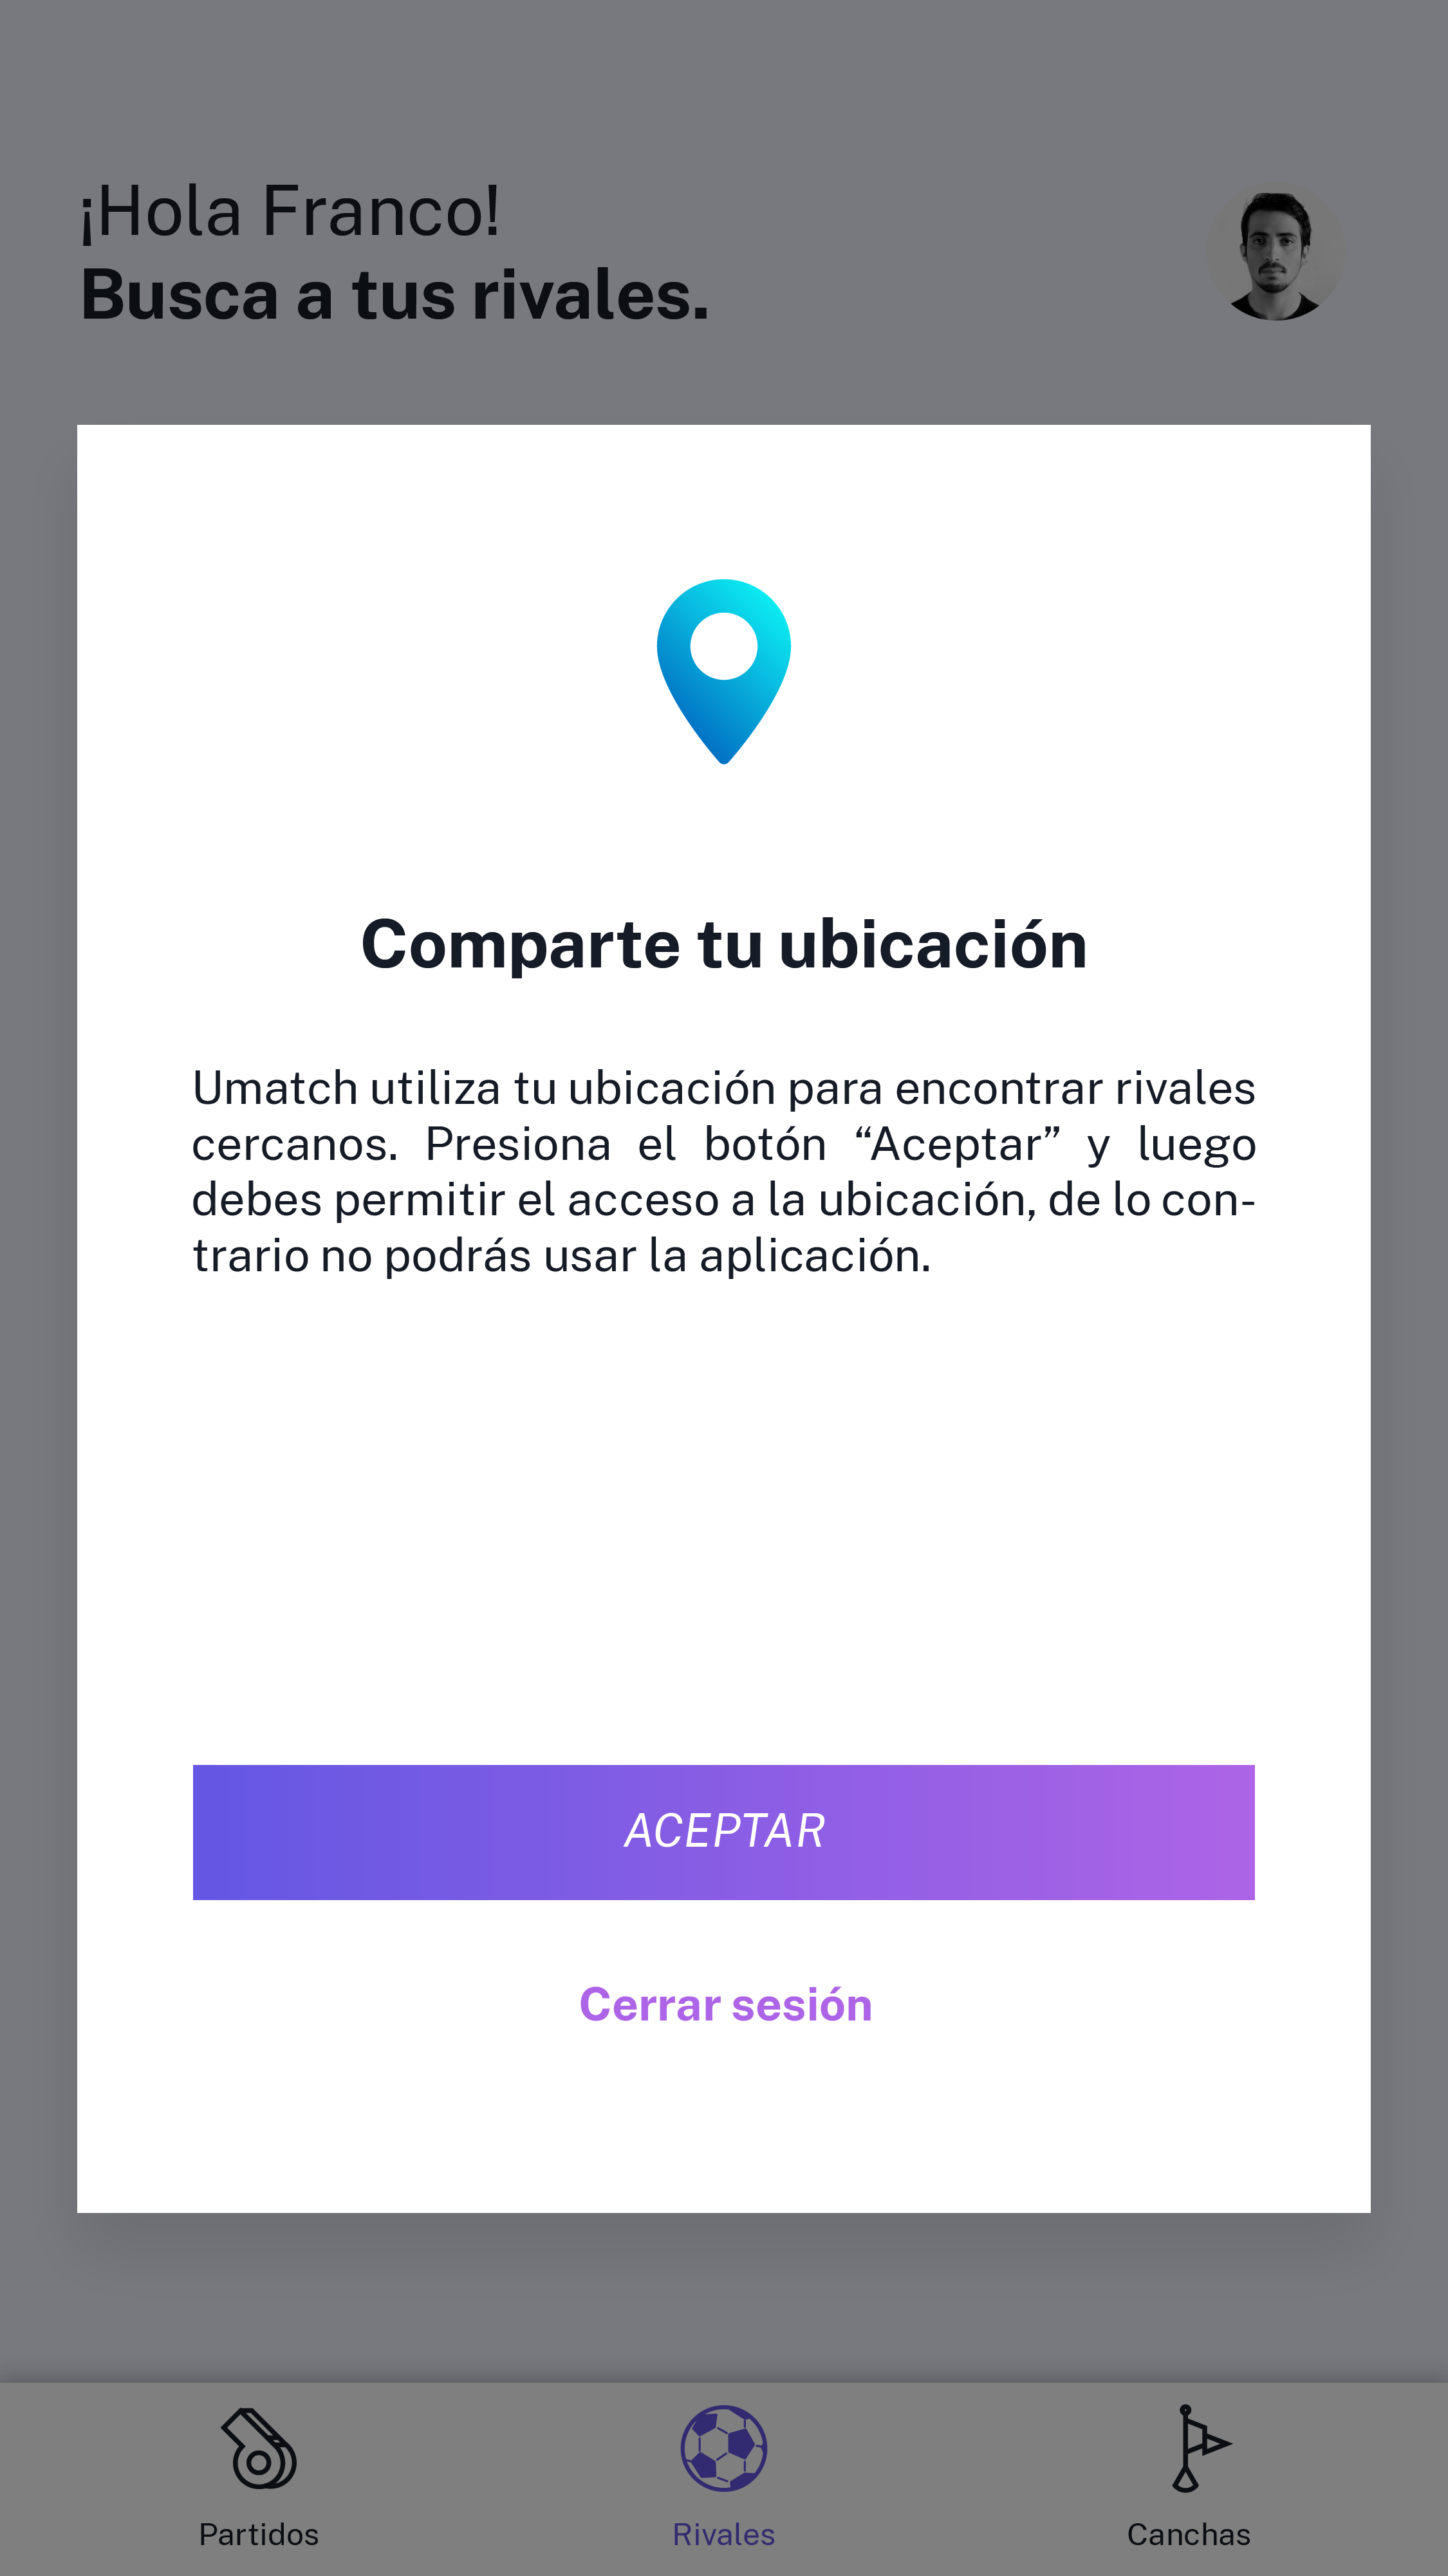 ¡Hola Franco!
Busca a tus rivales.
Comparte tu ubicación
Umatch utiliza tu ubicación para encontrar rivales
cercanos. Presiona el botón “Aceptar” y luego
debes permitir el acceso a la ubicación, de lo con-
trario no podrás usar la aplicación.
ACEPTAR
Cerrar sesión
Partidos
Rivales
Canchas